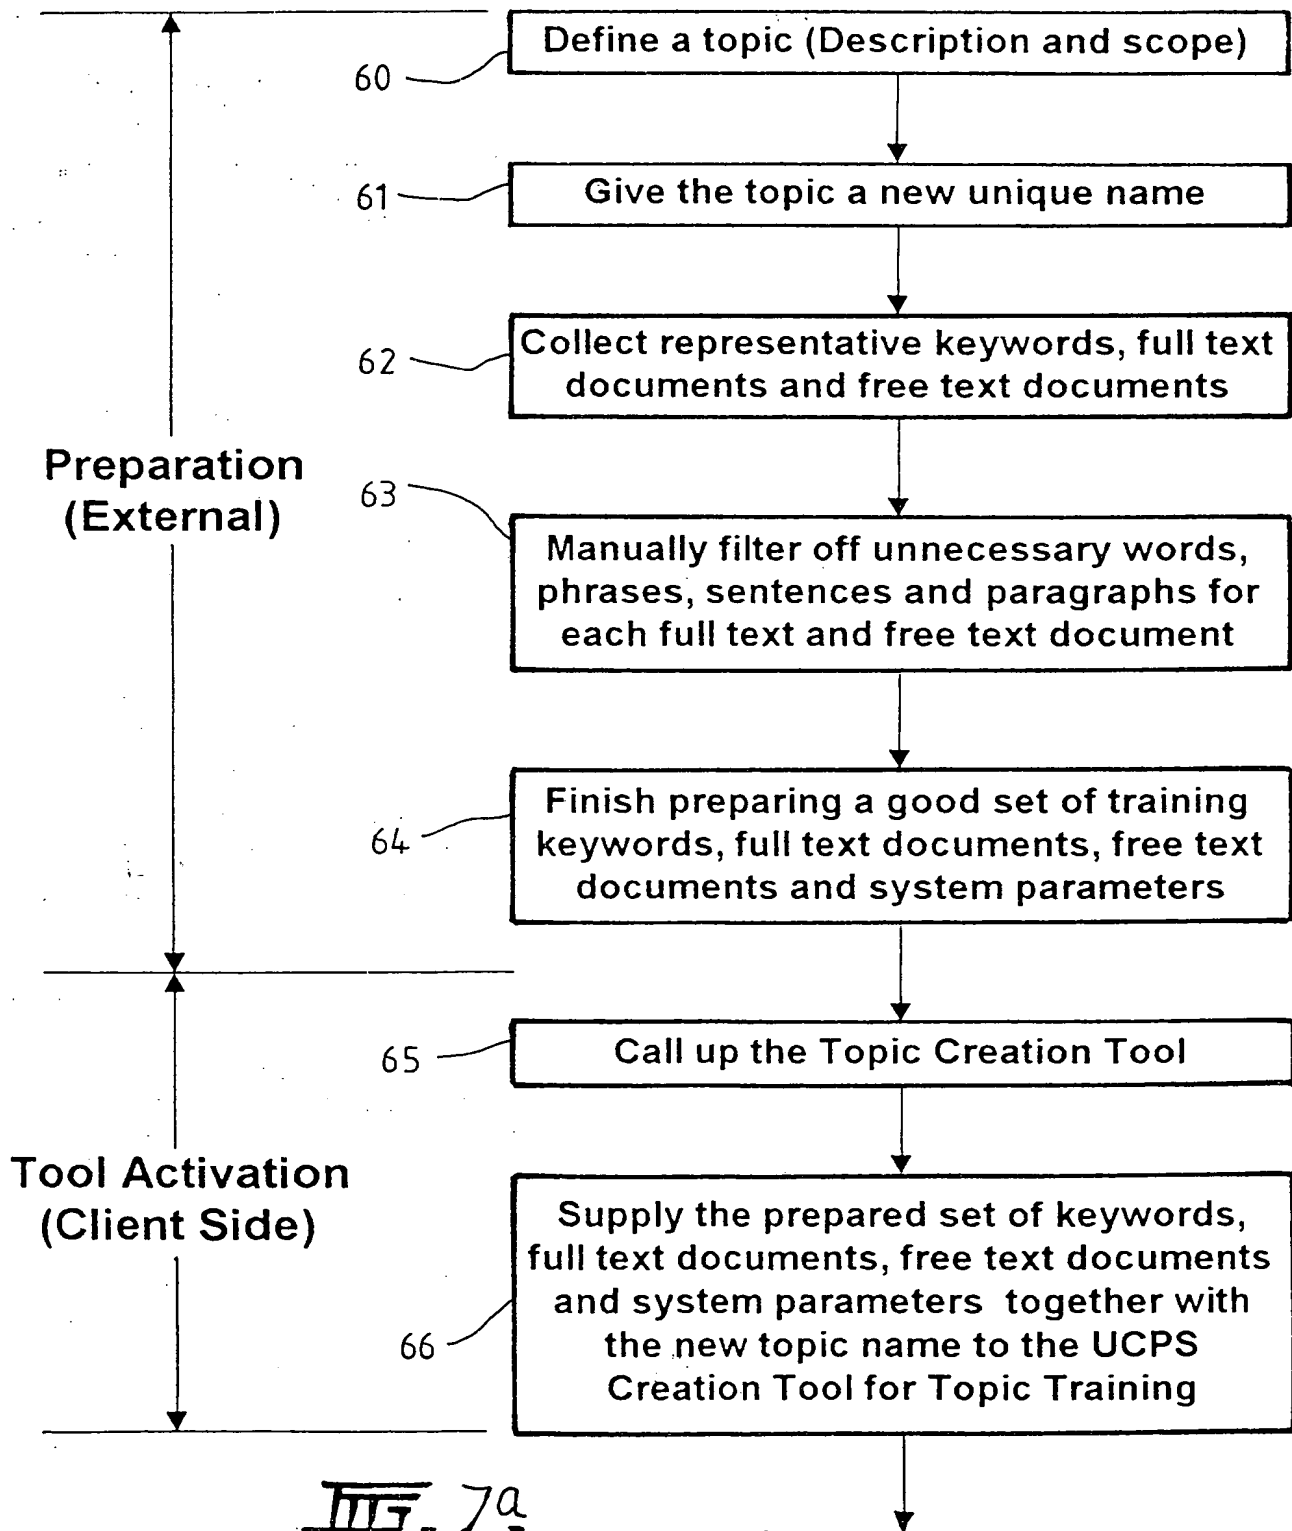 Define a topic (Description and scope)
60
Give the topic a new unique name
61
Collect representative keywords, full text
documents and free text documents
62
Preparation
(External)
63
Manually filter off unnecessary words,
phrases, sentences and paragraphs for
each full text and free text document
Finish preparing a good set of training
keywords, full text documents, free text
documents and system parameters
64
Call up the Topic Creation Tool
65
Tool Activation
(Client Side)
Supply the prepared set of keywords,
full text documents, free text documents
and system parameters together with
the new topic name to the UCPS
Creation Tool for Topic Training
66
FIG. 7a